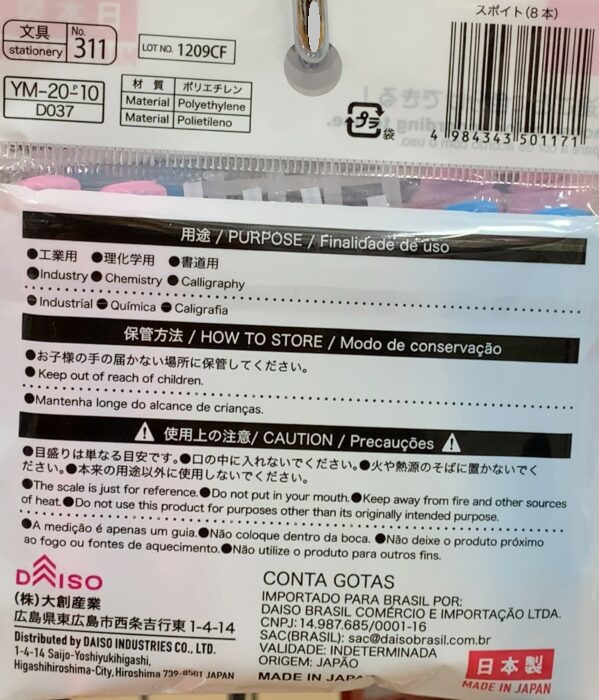 スポイト(8本)
文具
stationery
No.
311
LOT NO. 1209CF
YM-20-P10
D037
材質 ポリエチレン
Material Polyethylene
Material Polietileno
プラ
袋
4 984343 501171
用途 / PURPOSE / Finalidade de uso
●工業用 ●理化学用 ●書道用
●Industry ● Chemistry ● Calligraphy
●Industrial ● Química ● Caligrafia
保管方法 / HOW TO STORE / Modo de conservação
●お子様の手の届かない場所に保管してください。
● Keep out of reach of children.
●Mantenha longe do alcance de crianças.
使用上の注意/ CAUTION / Precauções
●目盛りは単なる目安です。●口の中に入れないでください。●火や熱源のそばに置かないでく
ださい。●本来の用途以外に使用しないでください。
●The scale is just for reference.●Do not put in your mouth.●Keep away from fire and other sources
of heat.●Do not use this product for purposes other than its originally intended purpose.
●A medição é apenas um guia.●Não coloque dentro da boca. ●Não deixe o produto próximo
ao fogo ou fontes de aquecimento.●Não utilize o produto para outros fins.
DAISO
(株)大創産業
広島県東広島市西条吉行東1-4-14
Distributed by DAISO INDUSTRIES CO., LTD.
1-4-14 Saijo-Yoshiyukihigashi,
Higashihiroshima-City, Hiroshima 739-8501 JAPAN
CONTA GOTAS
IMPORTADO PARA BRASIL POR:
DAISO BRASIL COMÉRCIO E IMPORTAÇÃO LTDA.
CNPJ: 14.987.685/0001-16
SAC(BRASIL): sac@daisobrasil.com.br
VALIDADE: INDETERMINADA
ORIGEM: JAPÃO
MADE IN JAPAN
日本製
MADE IN JAPAN